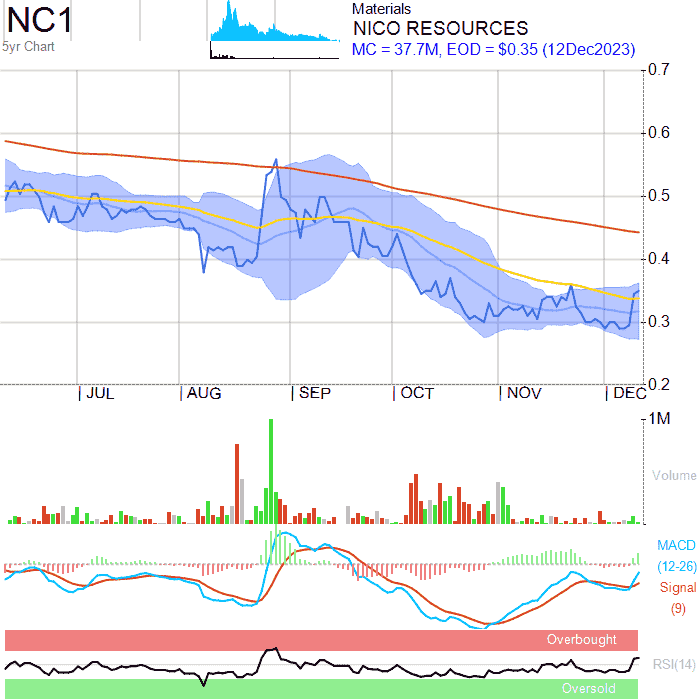 NC1
5yr Chart
Materials
NICO RESOURCES
MC = 37.7M, EOD = $0.35 (12Dec2023)
0.7
0.6
0.5
0.4
0.3
0.2
JUL AUG SEP OCT NOV DEC
1M
Volume
MACD
(12-26)
Signal
(9)
Overbought
RSI(14)
Oversold